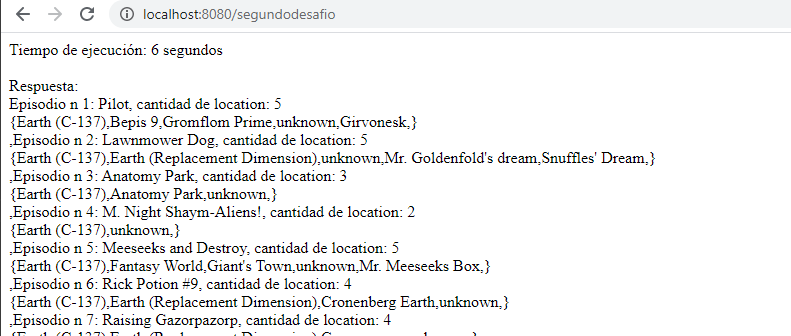 localhost:8080/segundodesafio
Tiempo de ejecución: 6 segundos
Respuesta:
Episodio n 1: Pilot, cantidad de location: 5
{Earth (C-137),Bepis 9,Gromflom Prime,unknown,Girvonesk,}
,Episodio n 2: Lawnmower Dog, cantidad de location: 5
{Earth (C-137),Earth (Replacement Dimension),unknown,Mr. Goldenfold's dream,Snuffles' Dream,}
,Episodio n 3: Anatomy Park, cantidad de location: 3
{Earth (C-137),Anatomy Park,unknown,}
,Episodio n 4: M. Night Shaym-Aliens!, cantidad de location: 2
{Earth (C-137),unknown,}
,Episodio n 5: Meeseeks and Destroy, cantidad de location: 5
{Earth (C-137),Fantasy World,Giant's Town,unknown,Mr. Meeseeks Box,}
,Episodio n 6: Rick Potion #9, cantidad de location: 4
{Earth (C-137),Earth (Replacement Dimension),Cronenberg Earth,unknown,}
,Episodio n 7: Raising Gazorpazorp, cantidad de location: 4